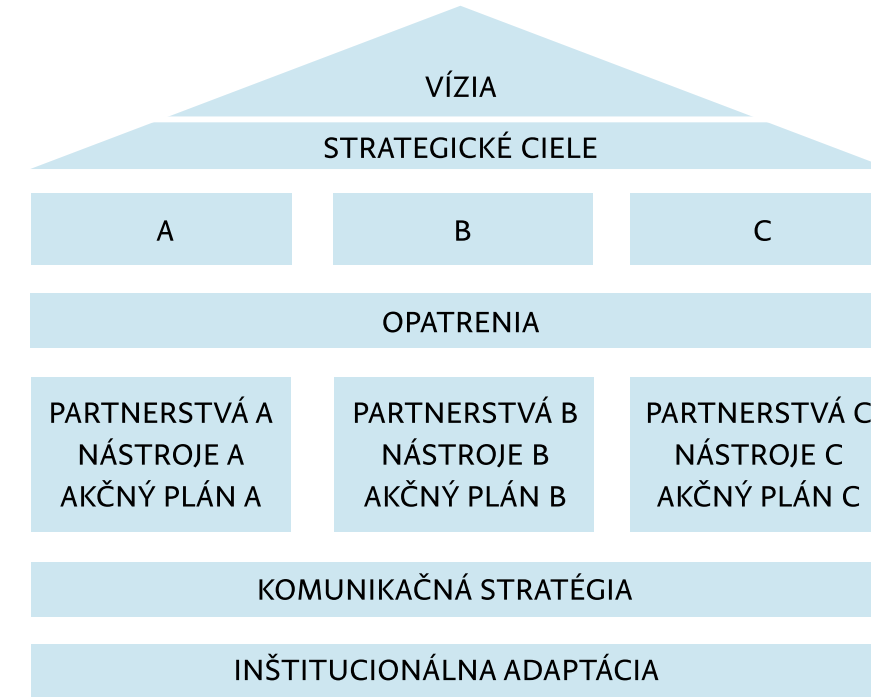 VÍZIA
STRATEGICKÉ CIELE
A
B
C
OPATRENIA
PARTNERSTVÁ A
NÁSTROJE A
AKČNÝ PLÁN A
PARTNERSTVÁ B
NÁSTROJE B
AKČNÝ PLÁN B
PARTNERSTVÁ C
NÁSTROJE C
AKČNÝ PLÁN C
KOMUNIKAČNÁ STRATÉGIA
INŠTITUCIONÁLNA ADAPTÁCIA